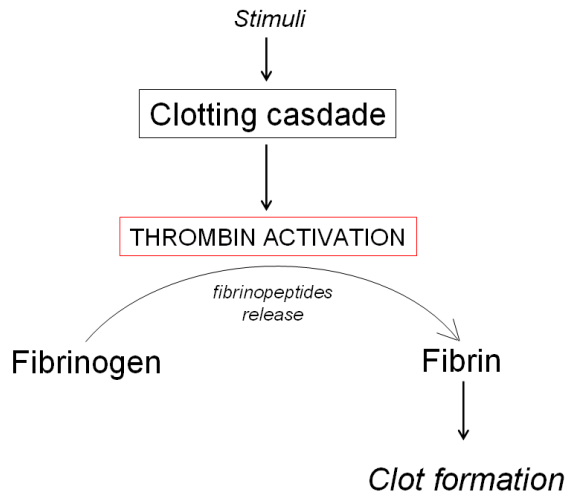 Stimuli
Clotting casdade
THROMBIN ACTIVATION
fibrinopeptides
release
Fibrinogen
Fibrin
Clot formation